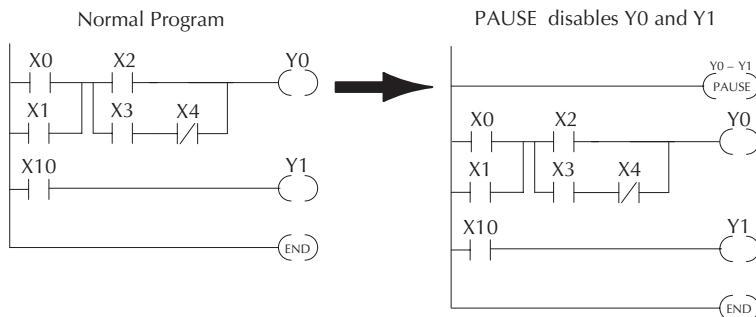 Normal Program
X0 X2 Y0
X1 X3 X4
X10 Y1
END
PAUSE disables Y0 and Y1
Y0 – Y1
PAUSE
X0 X2 Y0
X1 X3 X4
X10 Y1
END